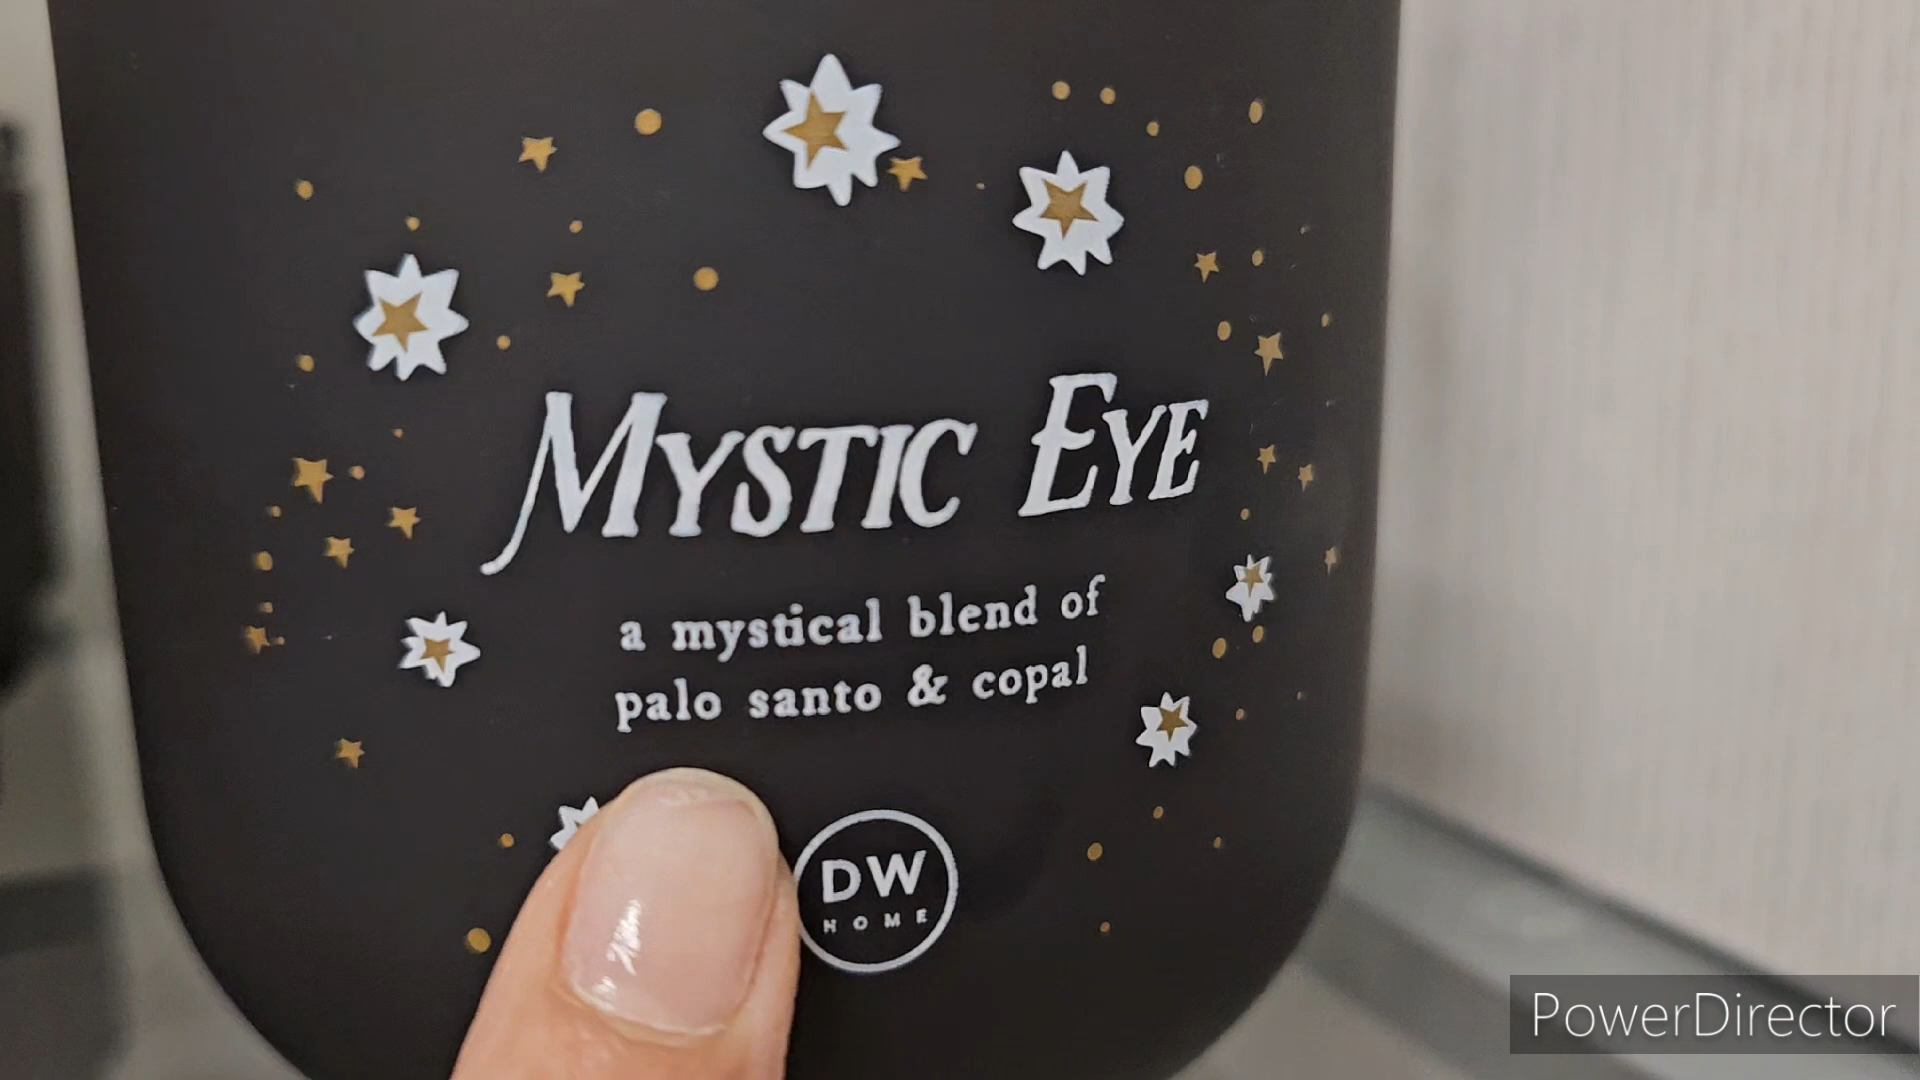 MYSTIC EYE
a mystical blend of
palo santo & copal
DW
HOME
PowerDirector